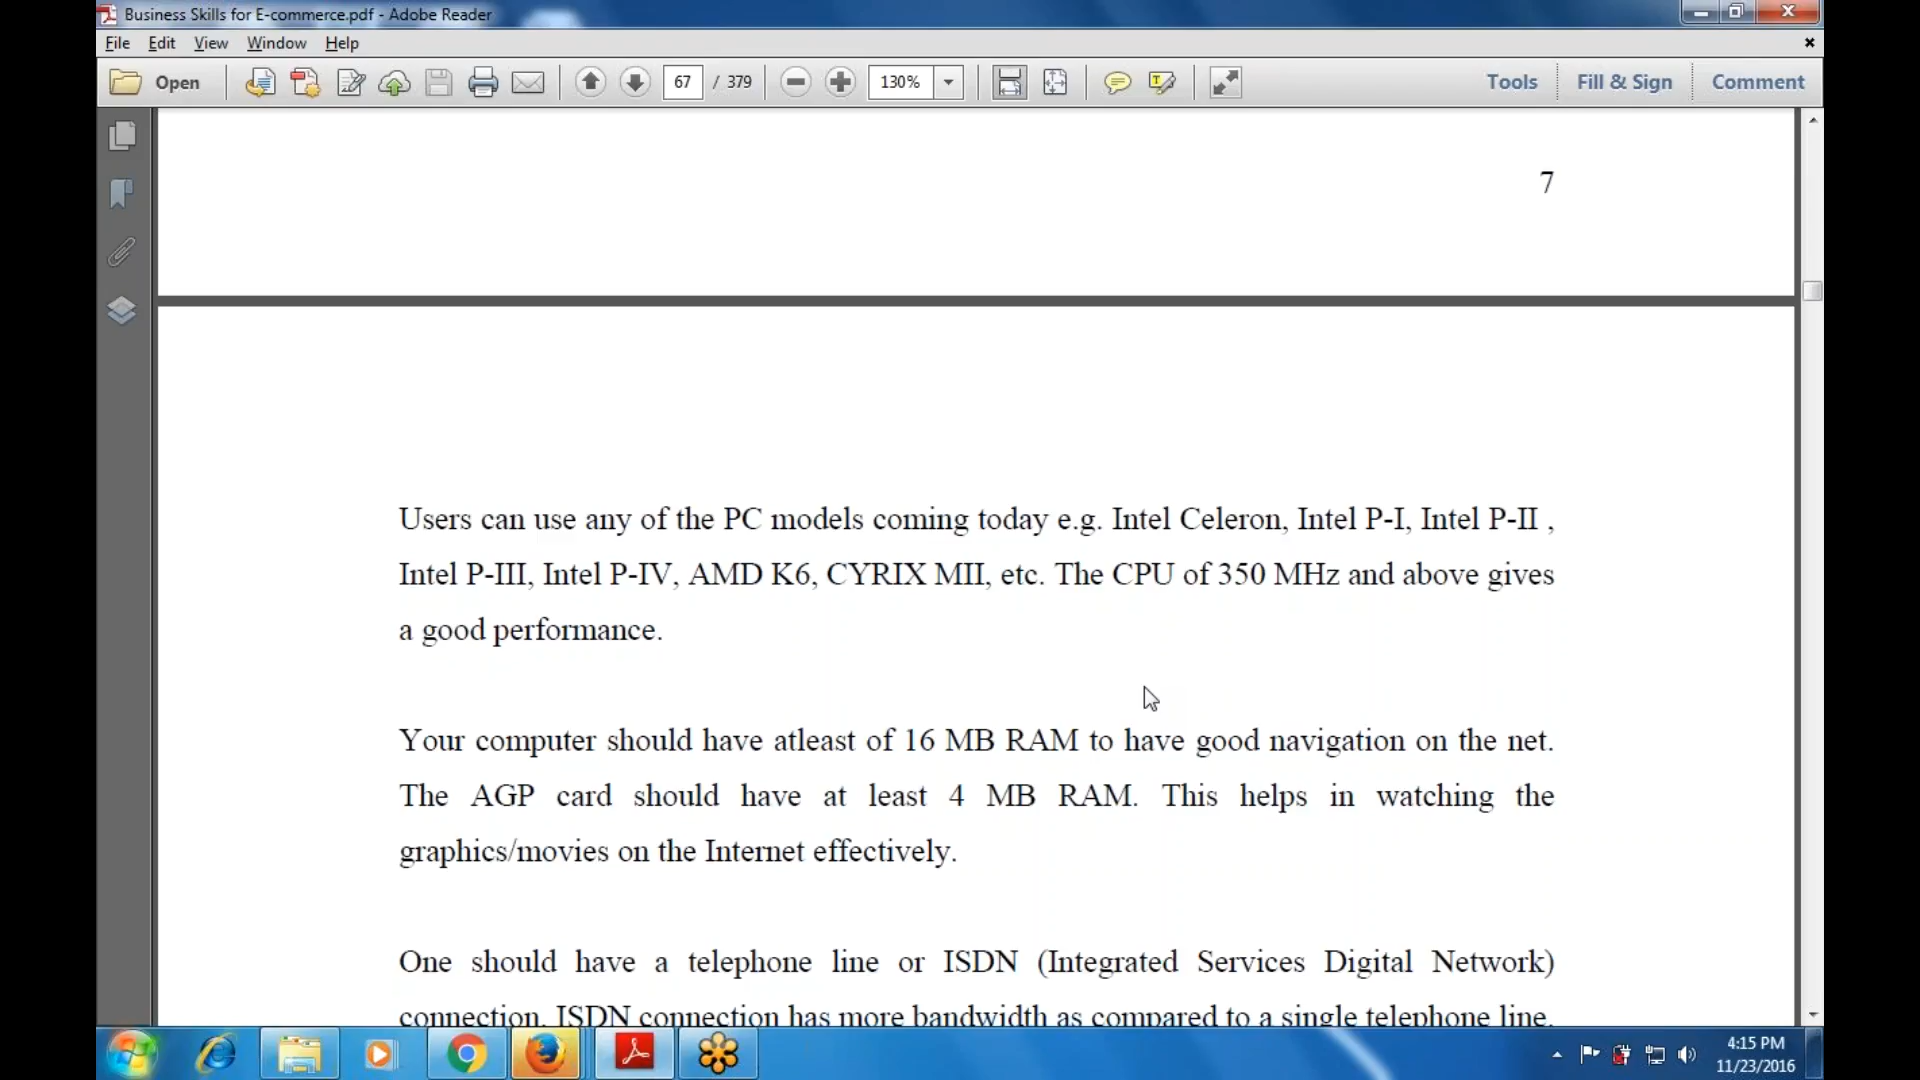 Business Skills for E-commerce.pdf - Adobe Reader
File Edit View Window Help
Open 67 / 379 130% Tools Fill & Sign Comment
7
Users can use any of the PC models coming today e.g. Intel Celeron, Intel P-I, Intel P-II ,
Intel P-III, Intel P-IV, AMD K6, CYRIX MII, etc. The CPU of 350 MHz and above gives
a good performance.
Your computer should have atleast of 16 MB RAM to have good navigation on the net.
The AGP card should have at least 4 MB RAM. This helps in watching the
graphics/movies on the Internet effectively.
One should have a telephone line or ISDN (Integrated Services Digital Network)
connection. ISDN connection has more bandwidth as compared to a single telephone line.
4:15 PM
11/23/2016